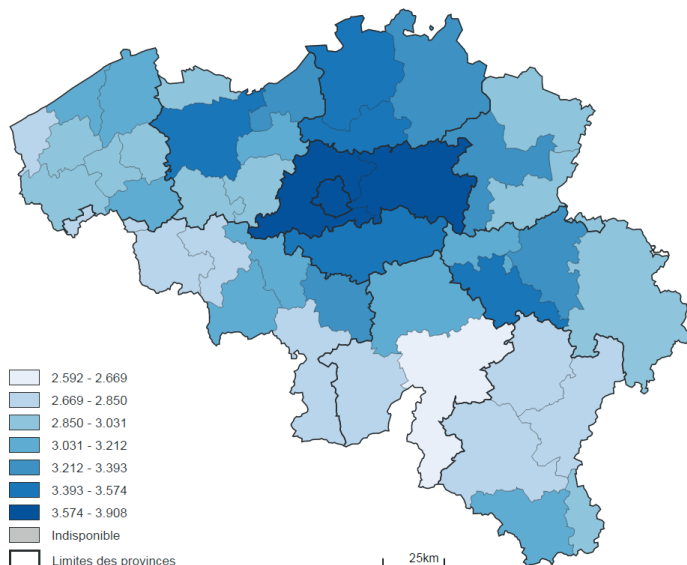 2.592 - 2.669
2.669 - 2.850
2.850 - 3.031
3.031 - 3.212
3.212 - 3.393
3.393 - 3.574
3.574 - 3.908
Indisponible
Limites des provinces
25km